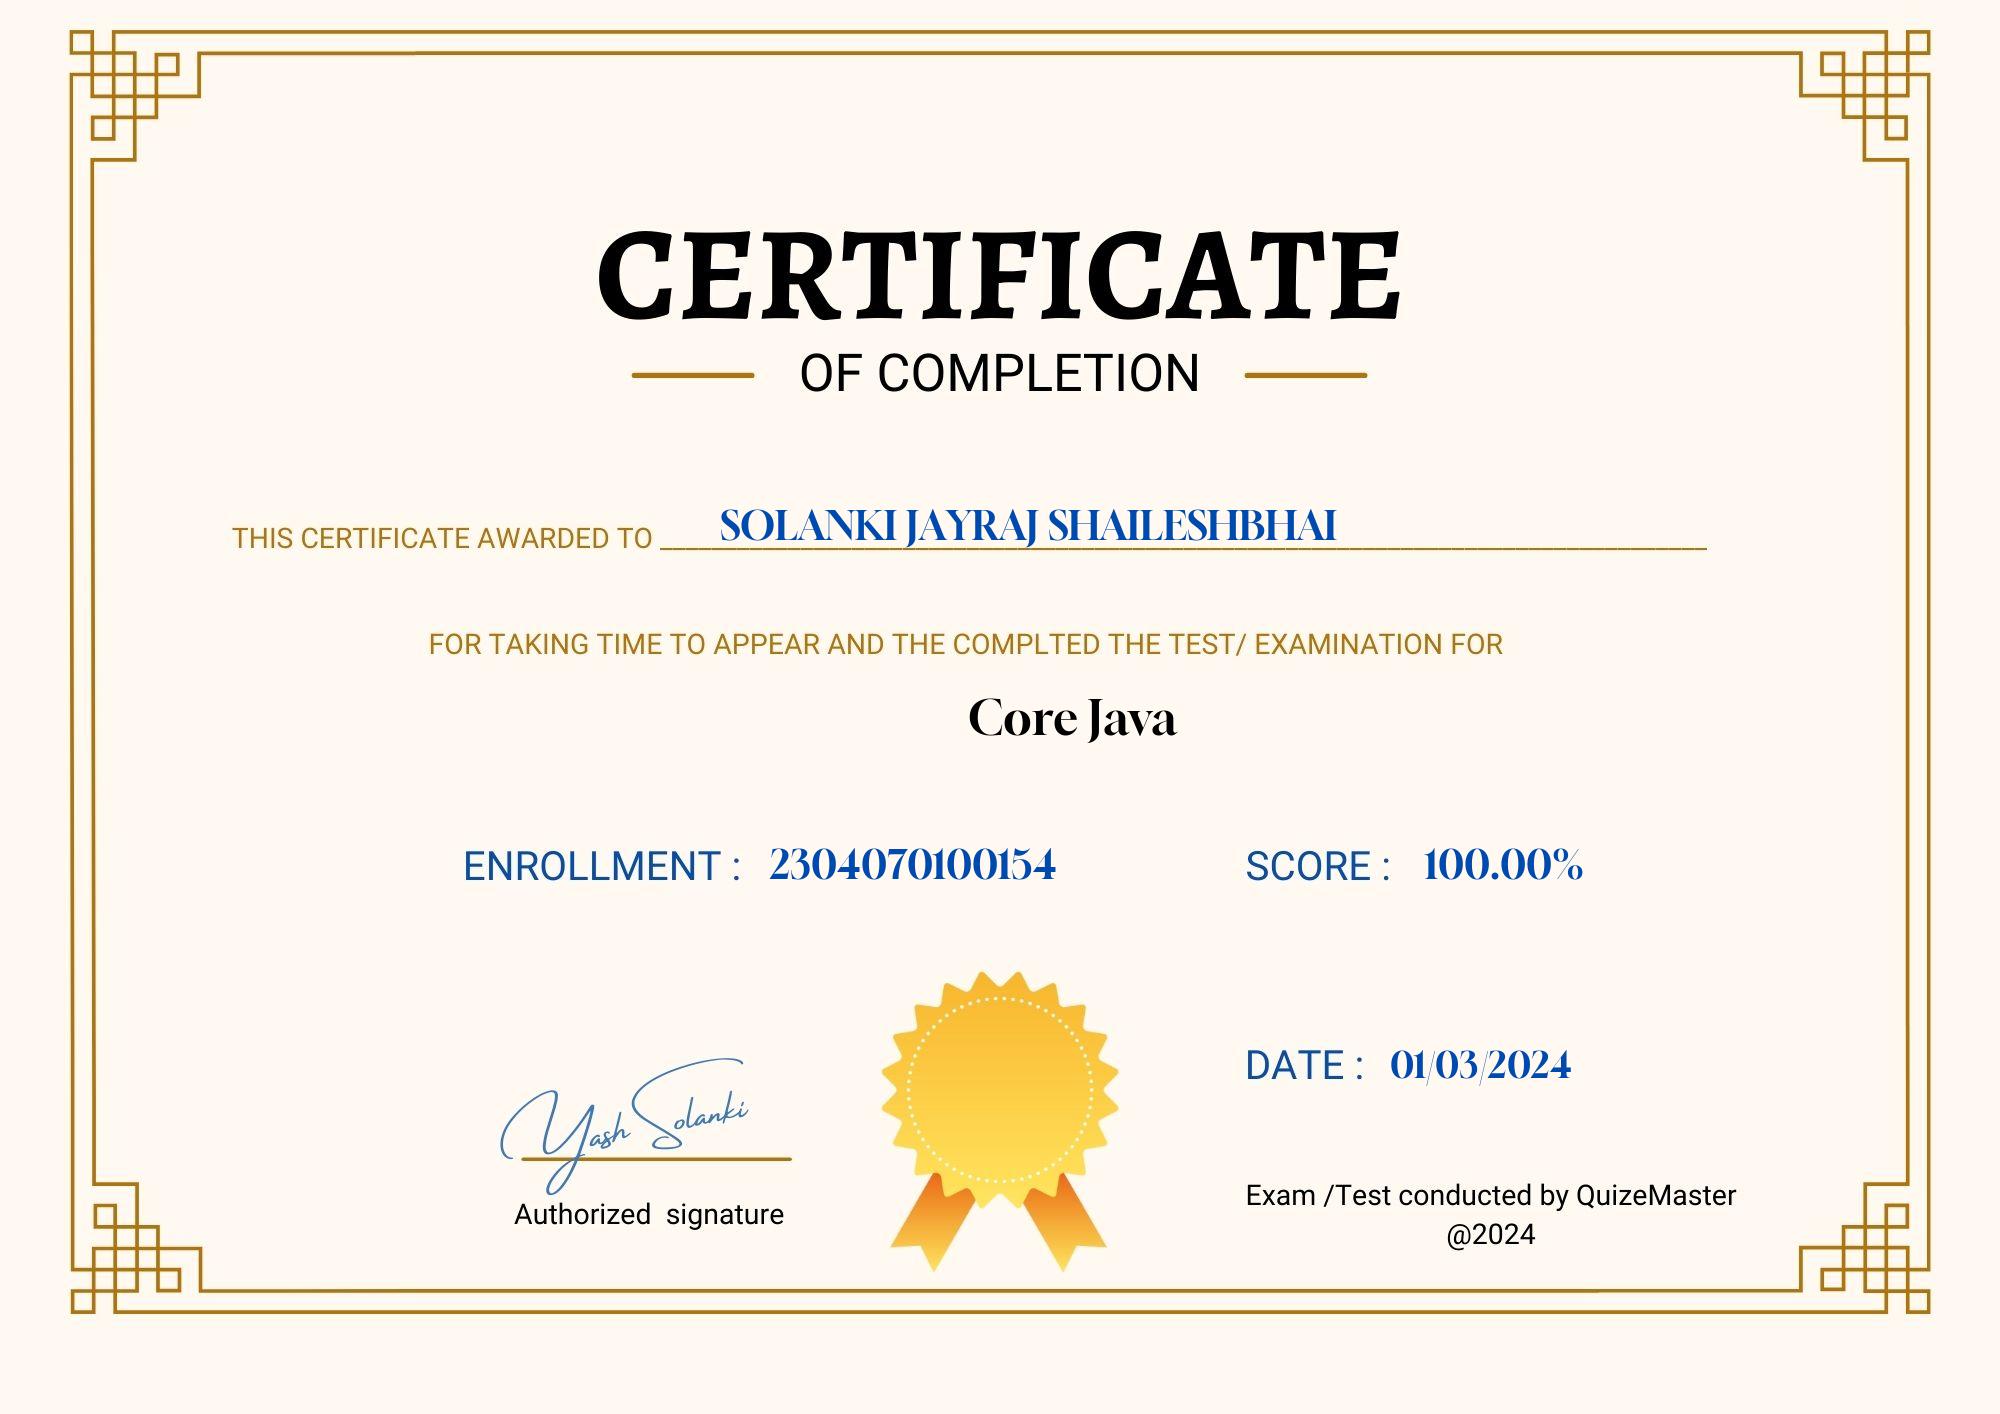 CERTIFICATE
OF COMPLETION
THIS CERTIFICATE AWARDED TO SOLANKI JAYRAJ SHAILESHBHAI
FOR TAKING TIME TO APPEAR AND THE COMPLTED THE TEST/ EXAMINATION FOR
Core Java
ENROLLMENT : 2304070100154 SCORE : 100.00%
DATE : 01/03/2024
Yash Solanki
Authorized signature
Exam /Test conducted by QuizeMaster
@2024